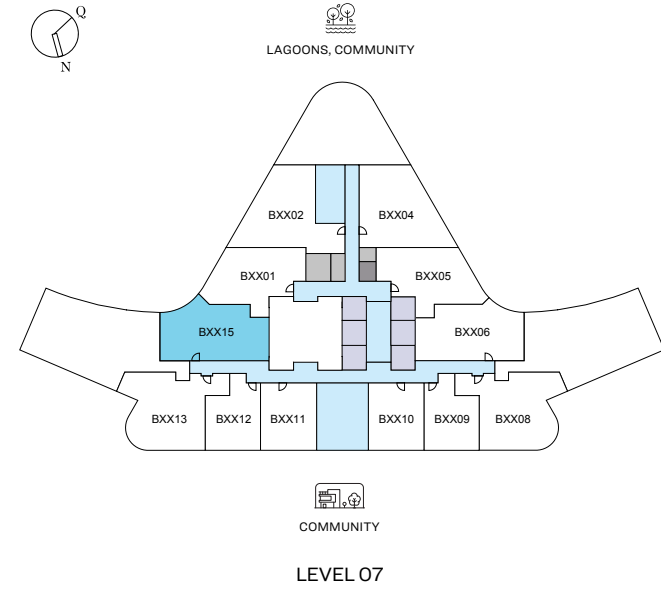 Q
N
LAGOONS, COMMUNITY
BXX02
BXX04
BXX01
BXX05
BXX15
BXX06
BXX13
BXX12
BXX11
BXX10
BXX09
BXX08
COMMUNITY
LEVEL 07